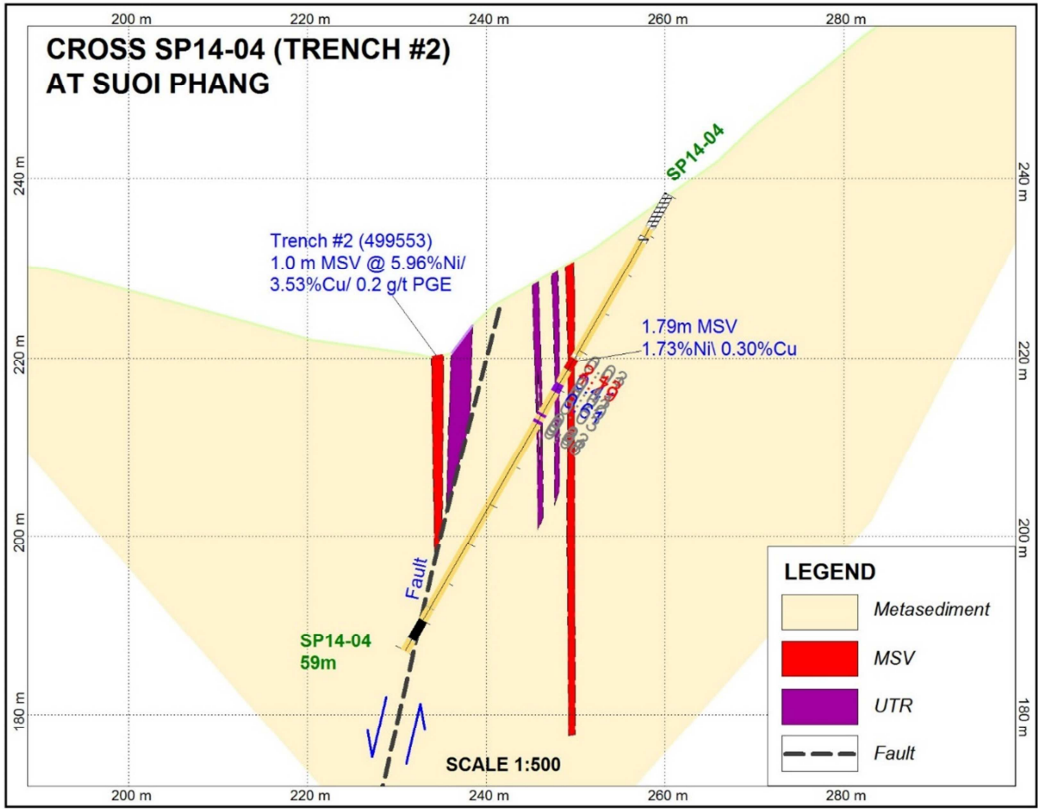 200 m
220 m
240 m
260 m
280 m
CROSS SP14-04 (TRENCH #2)
AT SUOI PHANG
SP14-04
240 m
240 m
Trench #2 (499553)
1.0 m MSV @ 5.96%Ni/
3.53%Cu/ 0.2 g/t PGE
1.79m MSV
1.73%Ni\ 0.30%Cu
220 m
220 m
200 m
200 m
Fault
SP14-04
59m
180 m
180 m
SCALE 1:500
LEGEND
Metasediment
MSV
UTR
Fault
200 m
220 m
240 m
260 m
280 m